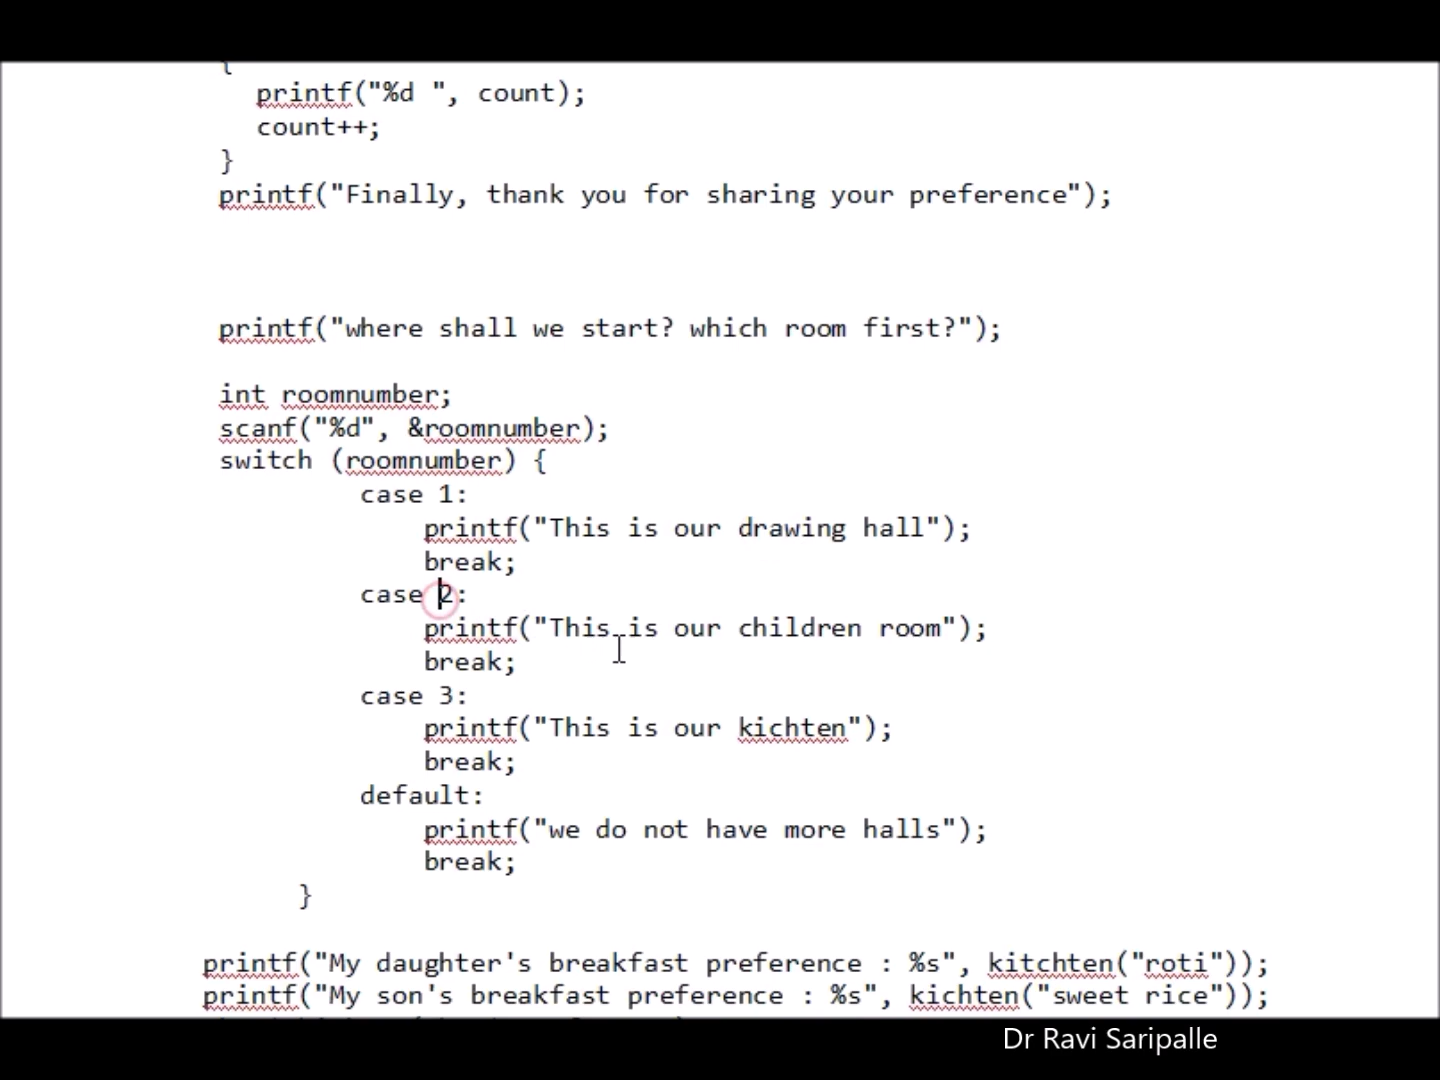 {
printf("%d ", count);
count++;
}
printf("Finally, thank you for sharing your preference");
printf("where shall we start? which room first?");
int roomnumber;
scanf("%d", &roomnumber);
switch (roomnumber) {
case 1:
printf("This is our drawing hall");
break;
case 2:
printf("This is our children room");
break;
case 3:
printf("This is our kichten");
break;
default:
printf("we do not have more halls");
break;
}
printf("My daughter's breakfast preference : %s", kitchten("roti"));
printf("My son's breakfast preference : %s", kichten("sweet rice"));
Dr Ravi Saripalle